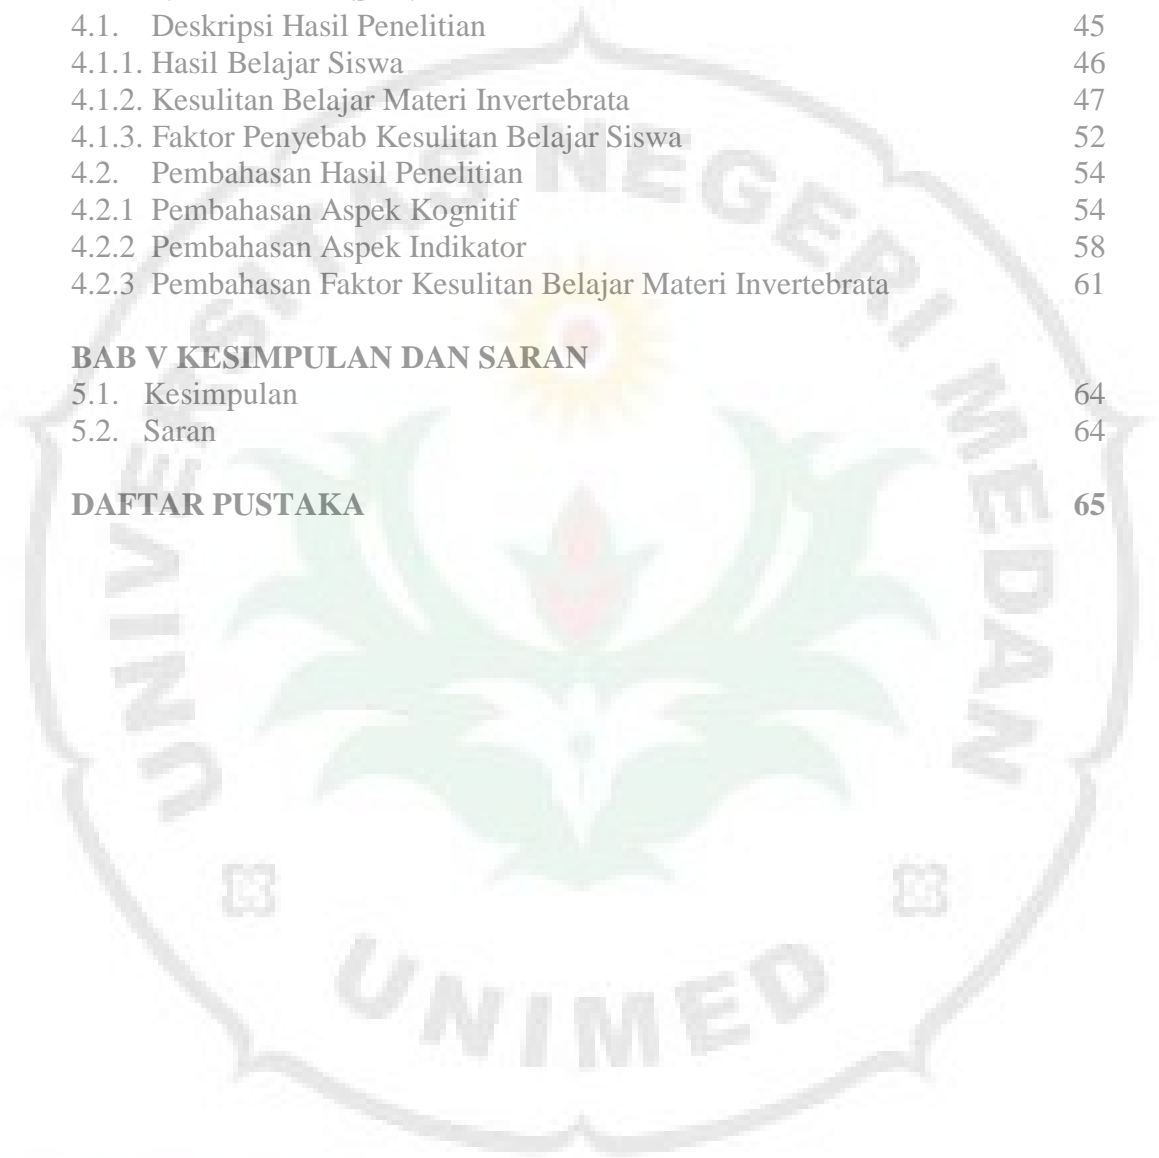 4.1. Deskripsi Hasil Penelitian 45
4.1.1. Hasil Belajar Siswa 46
4.1.2. Kesulitan Belajar Materi Invertebrata 47
4.1.3. Faktor Penyebab Kesulitan Belajar Siswa 52
4.2. Pembahasan Hasil Penelitian 54
4.2.1 Pembahasan Aspek Kognitif 54
4.2.2 Pembahasan Aspek Indikator 58
4.2.3 Pembahasan Faktor Kesulitan Belajar Materi Invertebrata 61
BAB V KESIMPULAN DAN SARAN
5.1. Kesimpulan 64
5.2. Saran 64
DAFTAR PUSTAKA 65
UNIVERSITAS NEGERI MEDAN
UNIMED